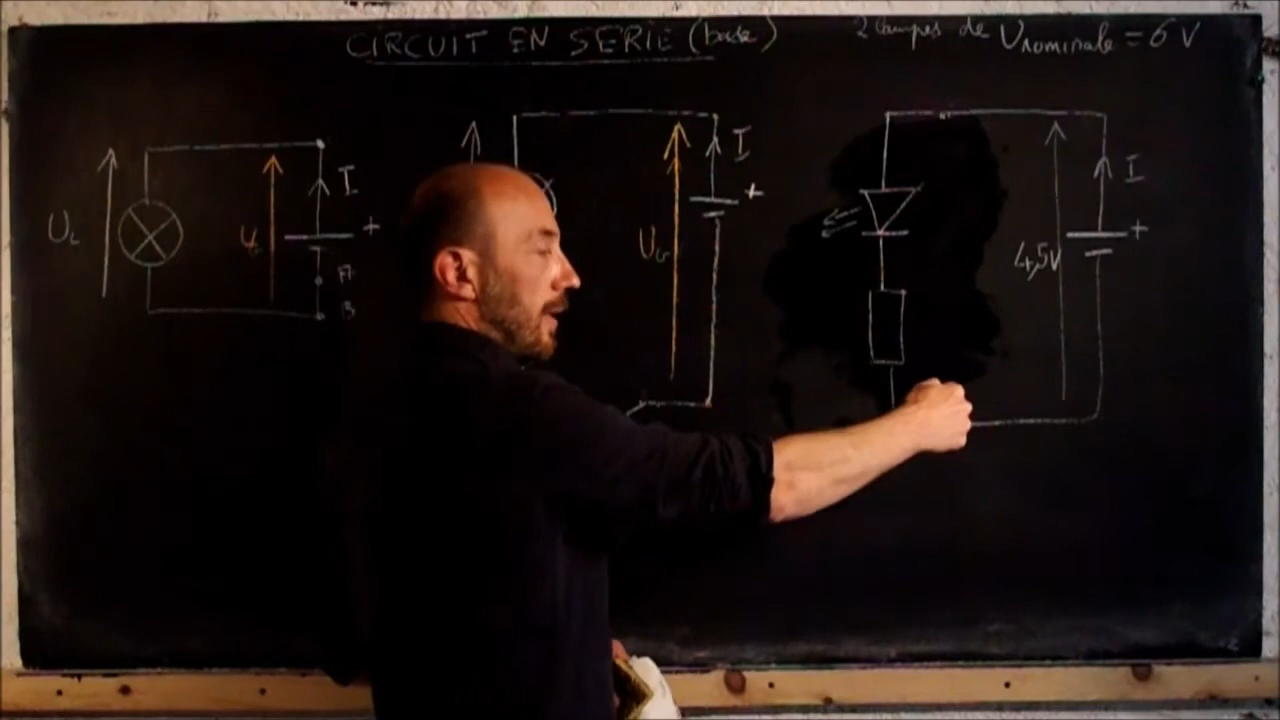 CIRCUIT EN SERIE (base)
2 lampes de Unominale = 6 V
UL
UG
I
+
A
B
UG
I
+
4,5V
I
+